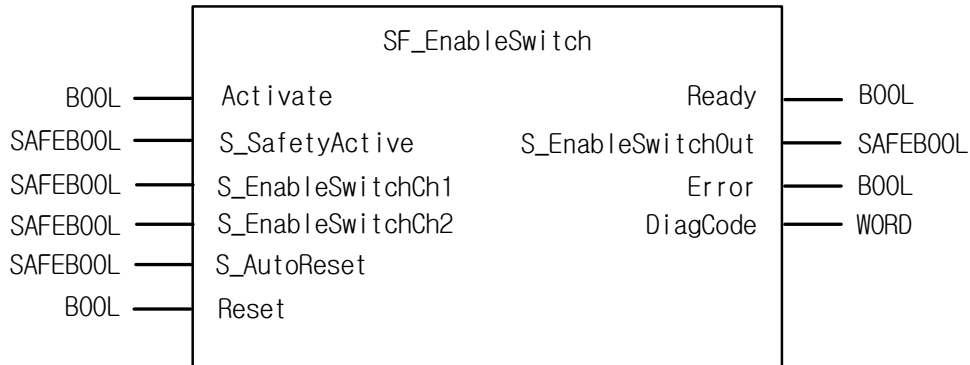 SF_EnableSwitch
BOOL Activate Ready BOOL
SAFEBOOL S_SafetyActive S_EnableSwitchOut SAFEBOOL
SAFEBOOL S_EnableSwitchCh1 Error BOOL
SAFEBOOL S_EnableSwitchCh2 DiagCode WORD
SAFEBOOL S_AutoReset
BOOL Reset